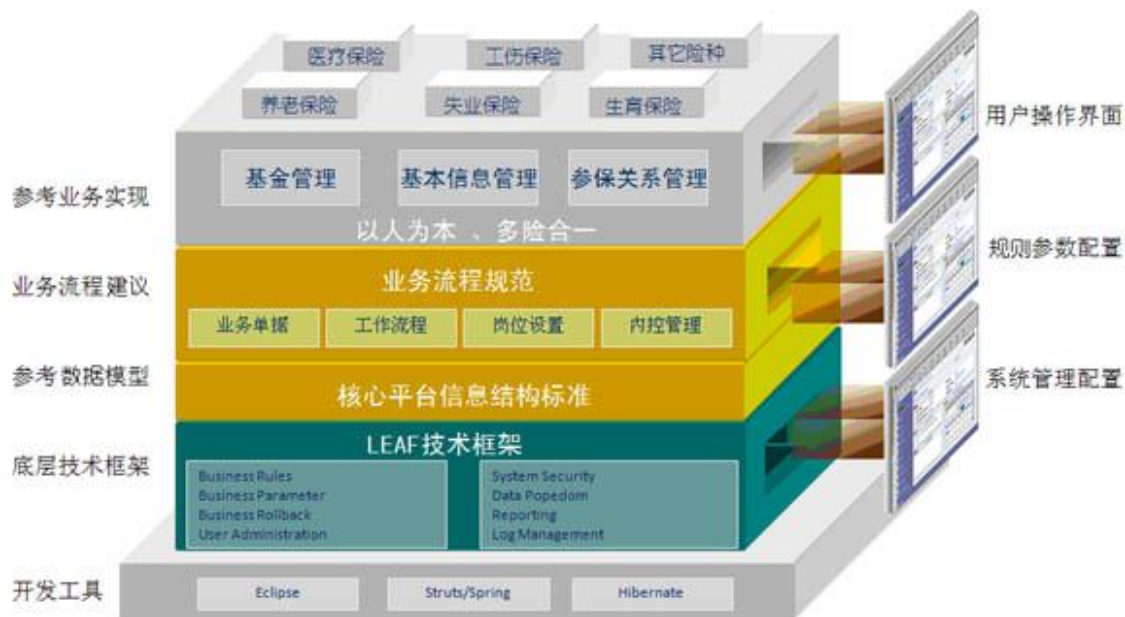 医疗保险
工伤保险
其它险种
养老保险
失业保险
生育保险
用户操作界面
参考业务实现
基金管理
基本信息管理
参保关系管理
以人为本 、多险合一
业务流程建议
业务流程规范
规则参数配置
业务单据
工作流程
岗位设置
内控管理
参考数据模型
核心平台信息结构标准
系统管理配置
底层技术框架
LEAF技术框架
Business Rules
Business Parameter
Business Rollback
User Administration
System Security
Data Popedom
Reporting
Log Management
开发工具
Eclipse
Struts/Spring
Hibernate